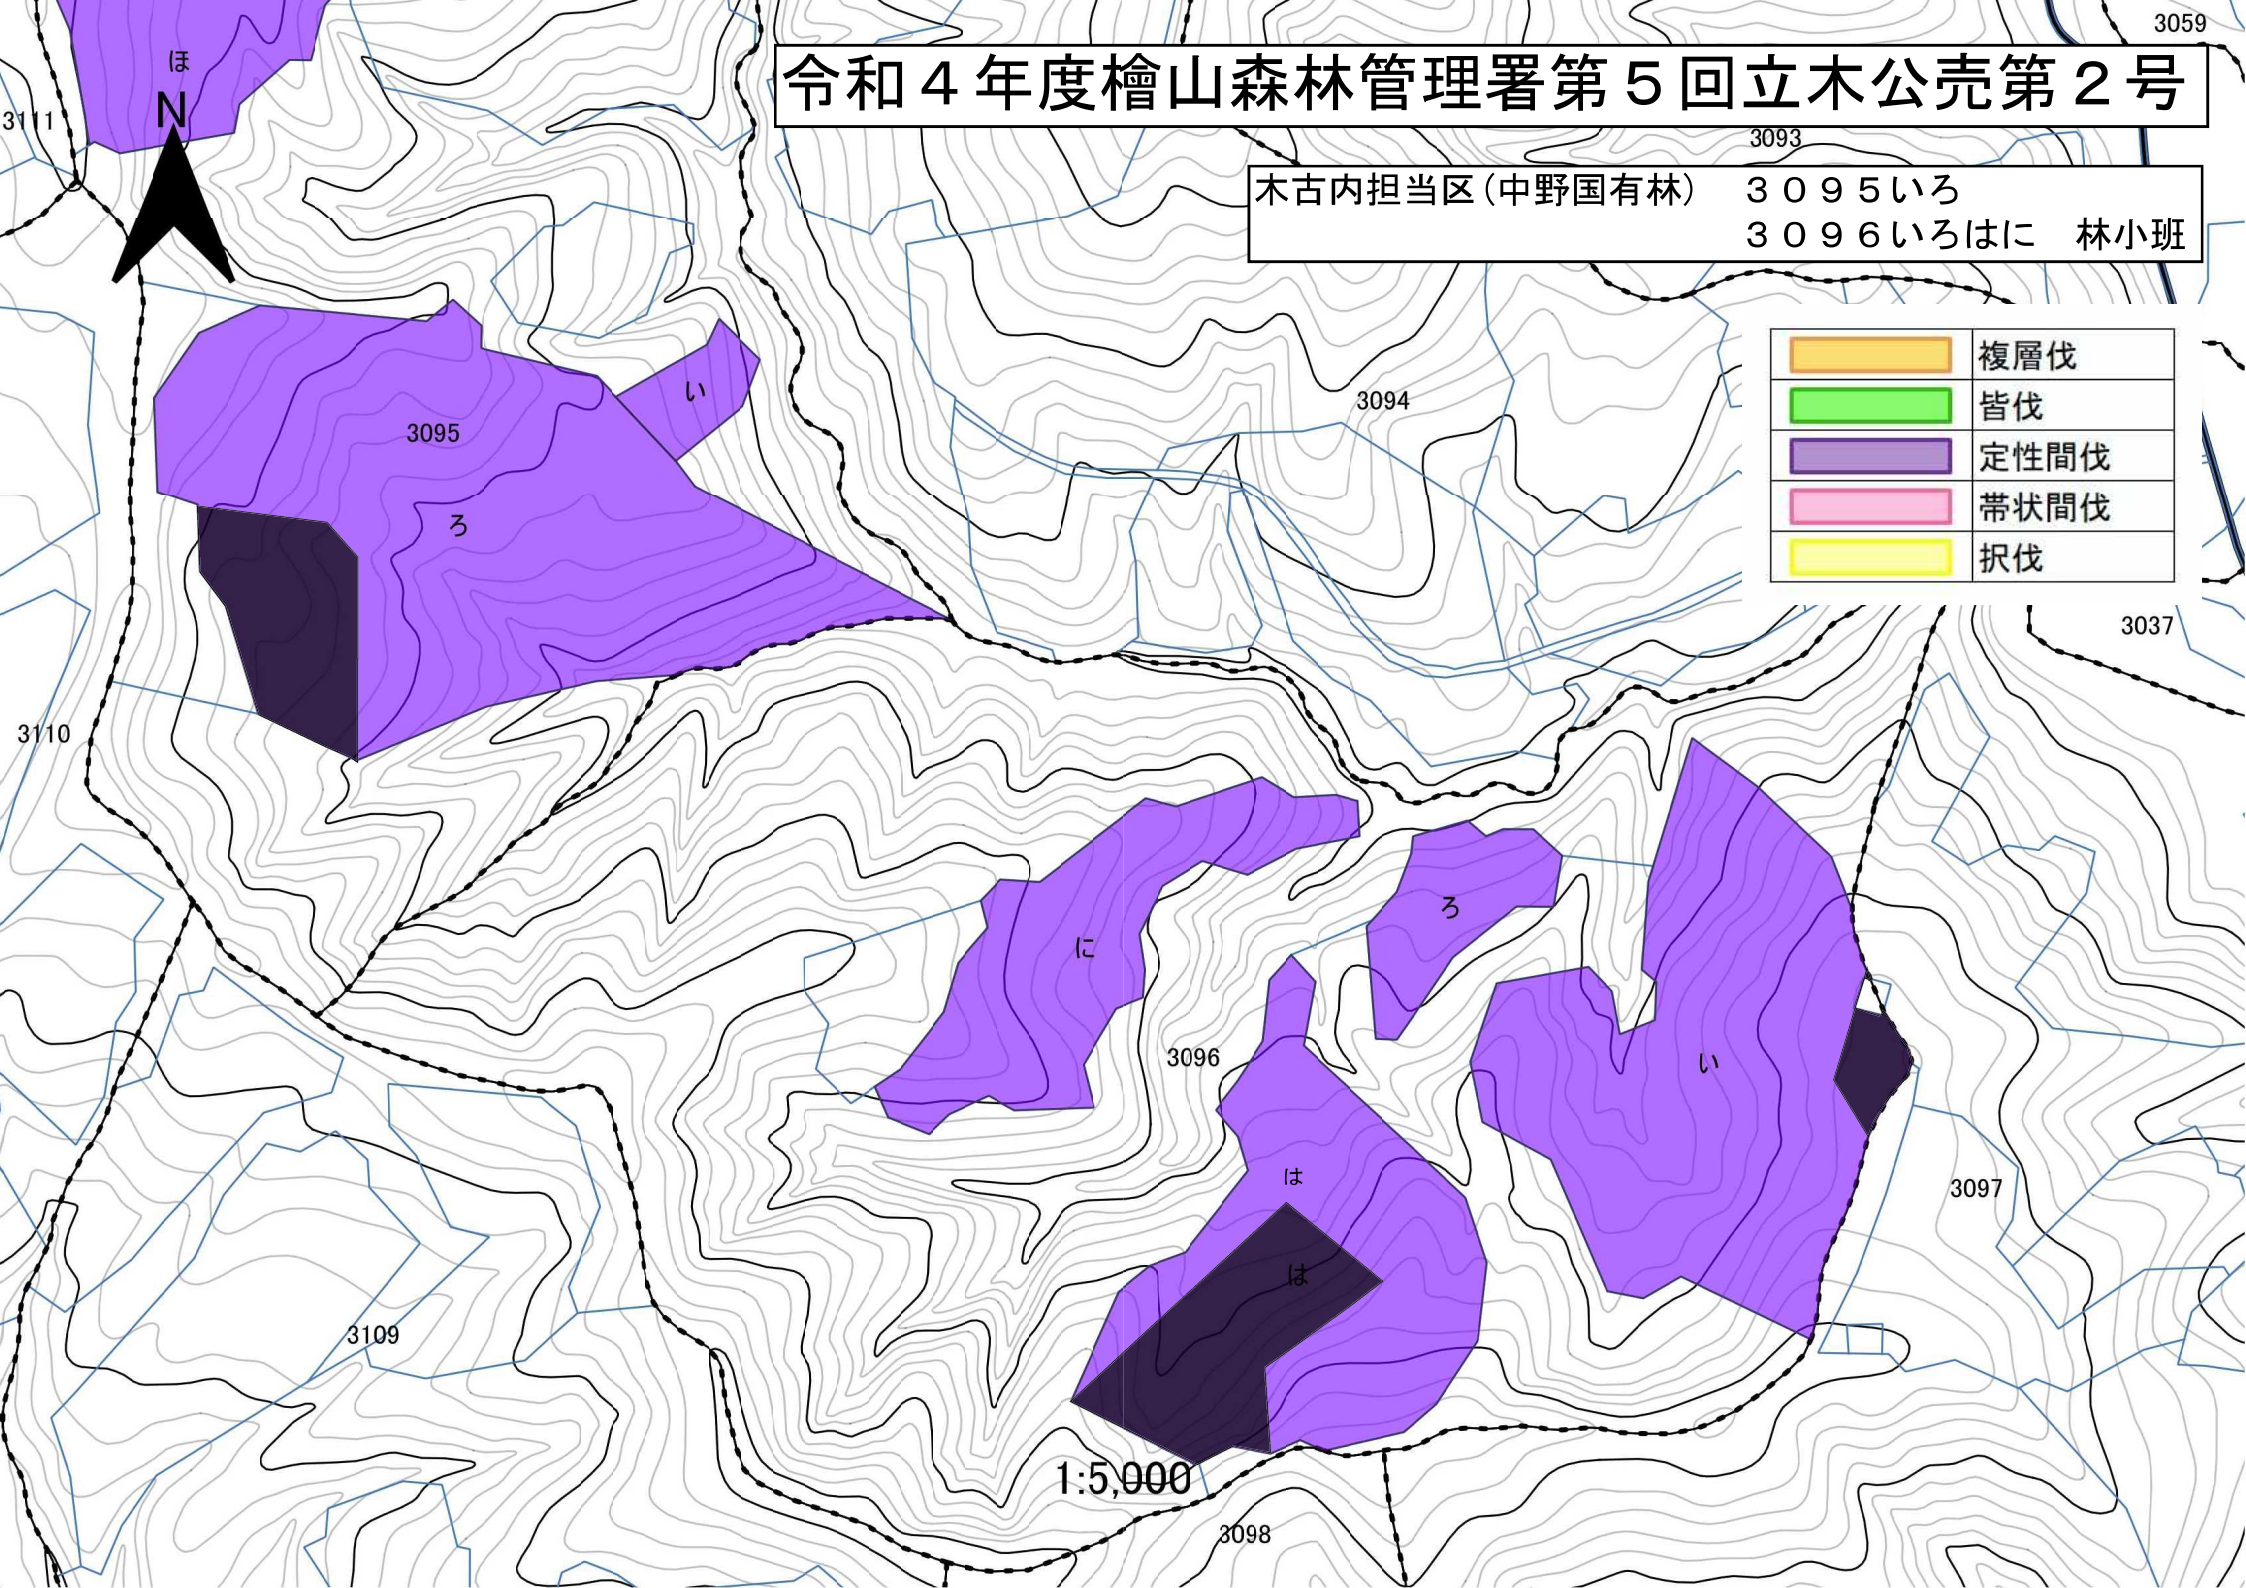 3059
ほ
令和４年度檜山森林管理署第５回立木公売第２号
N
3111
3093
木古内担当区(中野国有林)　３０９５いろ
３０９６いろはに　林小班
複層伐
皆伐
定性間伐
帯状間伐
択伐
い
3094
3095
ろ
3037
3110
ろ
に
3096
い
は
3097
は
3109
1:5,000
3098